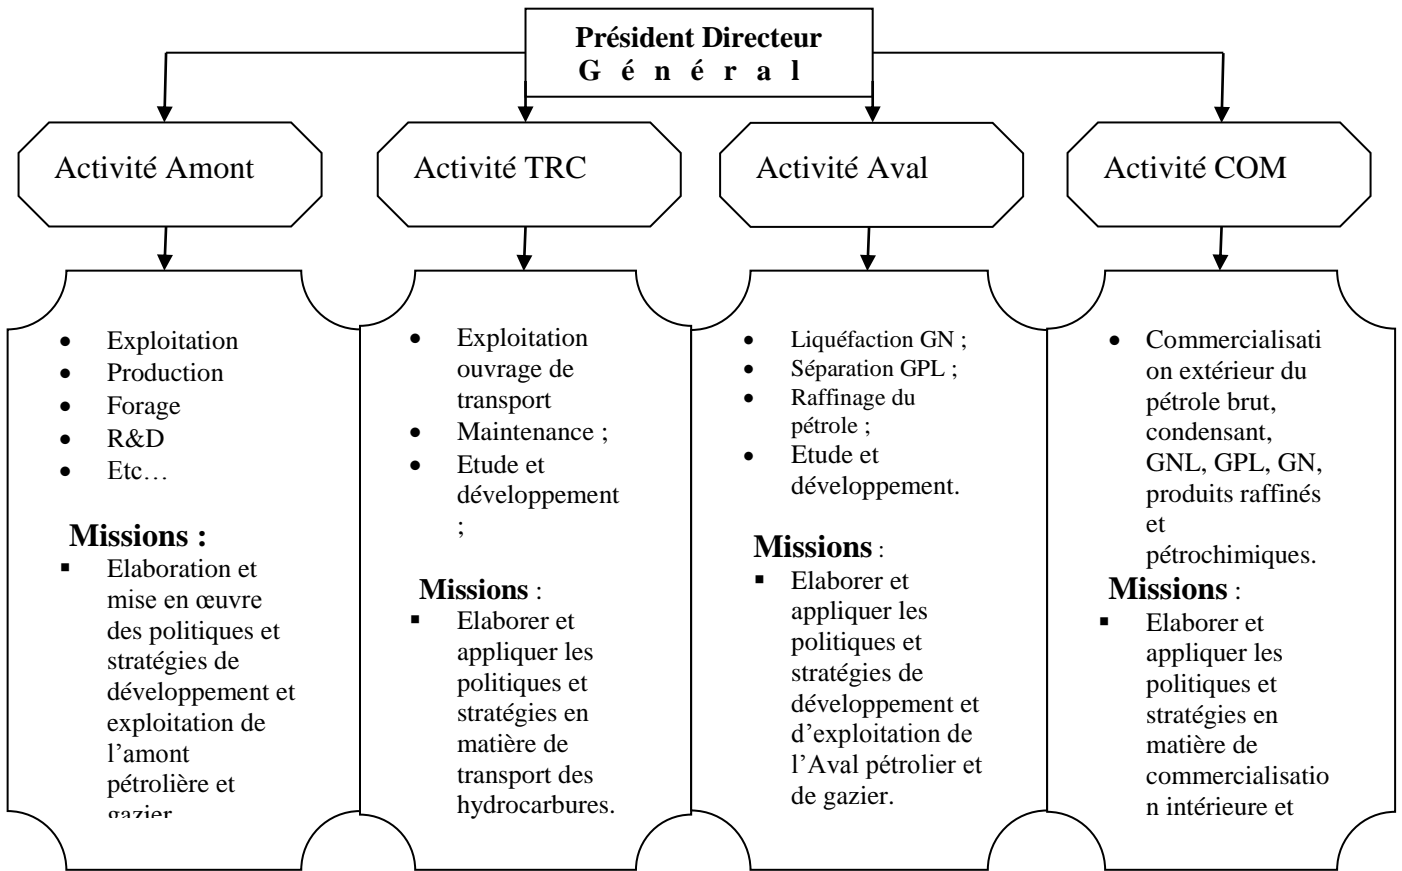 Président Directeur
G é n é r a l
Activité Amont
Activité TRC
Activité Aval
Activité COM
• Exploitation
• Production
• Forage
• R&D
• Etc…
Missions :
▪ Elaboration et
mise en œuvre
des politiques et
stratégies de
développement et
exploitation de
l’amont
pétrolière et
gazier
• Exploitation
ouvrage de
transport
• Maintenance ;
• Etude et
développement
;
Missions :
▪ Elaborer et
appliquer les
politiques et
stratégies en
matière de
transport des
hydrocarbures.
• Liquéfaction GN ;
• Séparation GPL ;
• Raffinage du
pétrole ;
• Etude et
développement.
Missions :
▪ Elaborer et
appliquer les
politiques et
stratégies de
développement et
d’exploitation de
l’Aval pétrolier et
de gazier.
• Commercialisati
on extérieur du
pétrole brut,
condensant,
GNL, GPL, GN,
produits raffinés
et
pétrochimiques.
Missions :
▪ Elaborer et
appliquer les
politiques et
stratégies en
matière de
commercialisatio
n intérieure et